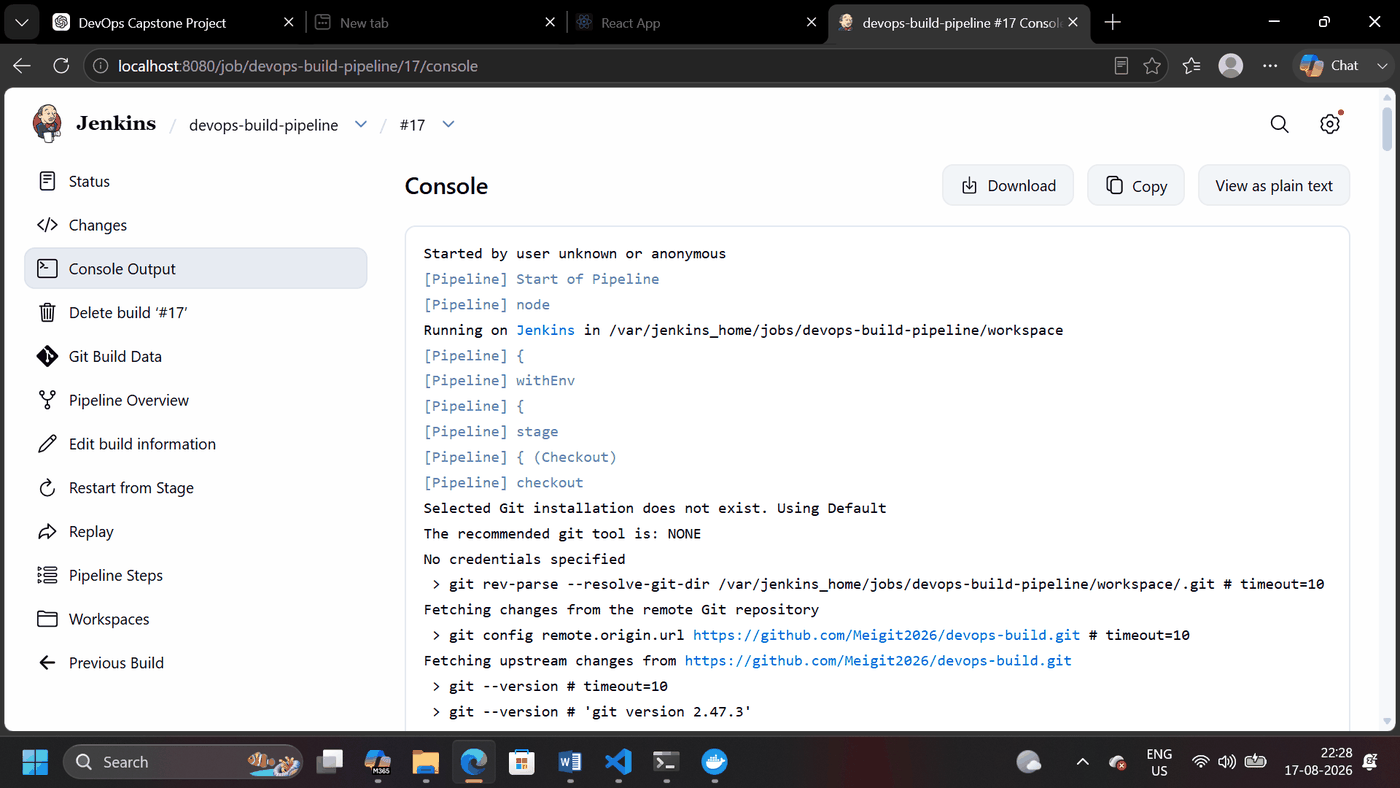 DevOps Capstone Project
New tab
React App
devops-build-pipeline #17 Conso
localhost:8080/job/devops-build-pipeline/17/console
Chat
Jenkins / devops-build-pipeline / #17
Status
Changes
Console Output
Delete build ‘#17’
Git Build Data
Pipeline Overview
Edit build information
Restart from Stage
Replay
Pipeline Steps
Workspaces
Previous Build
Console
Download
Copy
View as plain text
Started by user unknown or anonymous
[Pipeline] Start of Pipeline
[Pipeline] node
Running on Jenkins in /var/jenkins_home/jobs/devops-build-pipeline/workspace
[Pipeline] {
[Pipeline] withEnv
[Pipeline] {
[Pipeline] stage
[Pipeline] { (Checkout)
[Pipeline] checkout
Selected Git installation does not exist. Using Default
The recommended git tool is: NONE
No credentials specified
> git rev-parse --resolve-git-dir /var/jenkins_home/jobs/devops-build-pipeline/workspace/.git # timeout=10
Fetching changes from the remote Git repository
> git config remote.origin.url https://github.com/Meigit2026/devops-build.git # timeout=10
Fetching upstream changes from https://github.com/Meigit2026/devops-build.git
> git --version # timeout=10
> git --version # 'git version 2.47.3'
Search
M365
ENG
US
22:28
17-08-2026